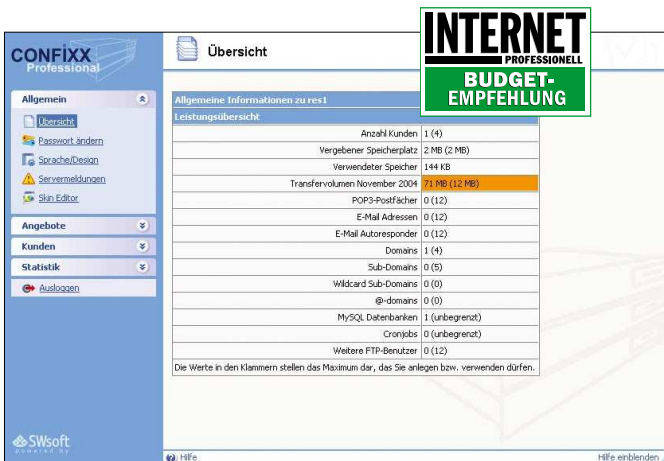 CONFIXX
Professional
Übersicht
INTERNET
PROFESSIONELL
BUDGET-
EMPFEHLUNG
Allgemein
Übersicht
Passwort ändern
Sprache/Design
Servermeldungen
Skin Editor
Angebote
Kunden
Statistik
Ausloggen
Allgemeine Informationen zu res1
Leistungsübersicht
Anzahl Kunden 1 (4)
Vergebener Speicherplatz 2 MB (2 MB)
Verwendeter Speicher 144 KB
Transfervolumen November 2004 71 MB (12 MB)
POP3-Postfächer 0 (12)
E-Mail Adressen 0 (12)
E-Mail Autoresponder 0 (12)
Domains 1 (4)
Sub-Domains 0 (5)
Wildcard Sub-Domains 0 (0)
@-domains 0 (0)
MySQL Datenbanken 1 (unbegrenzt)
Cronjobs 0 (unbegrenzt)
Weitere FTP-Benutzer 0 (12)
Die Werte in den Klammern stellen das Maximum dar, das Sie anlegen bzw. verwenden dürfen.
SWsoft
powered by
Hilfe
Hilfe einblenden